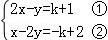 2x-y=k+1 ①
x-2y=-k+2 ②